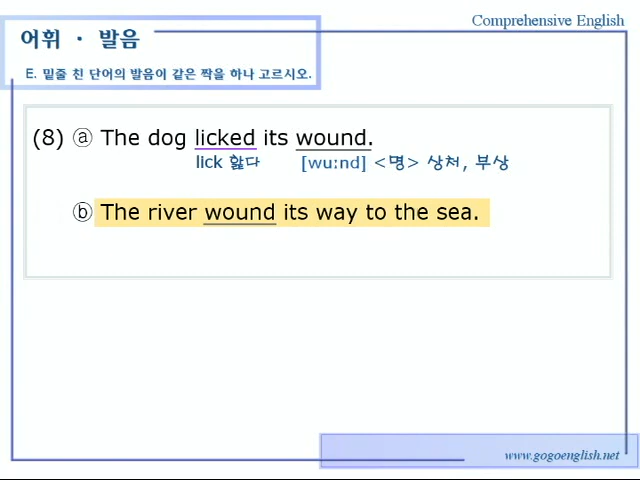 Comprehensive English
어휘 · 발음
E. 밑줄 친 단어의 발음이 같은 짝을 하나 고르시오.
(8) ⓐ The dog licked its wound.
lick 핥다 [wu:nd] <명> 상처, 부상
ⓑ The river wound its way to the sea.
www.gogoenglish.net